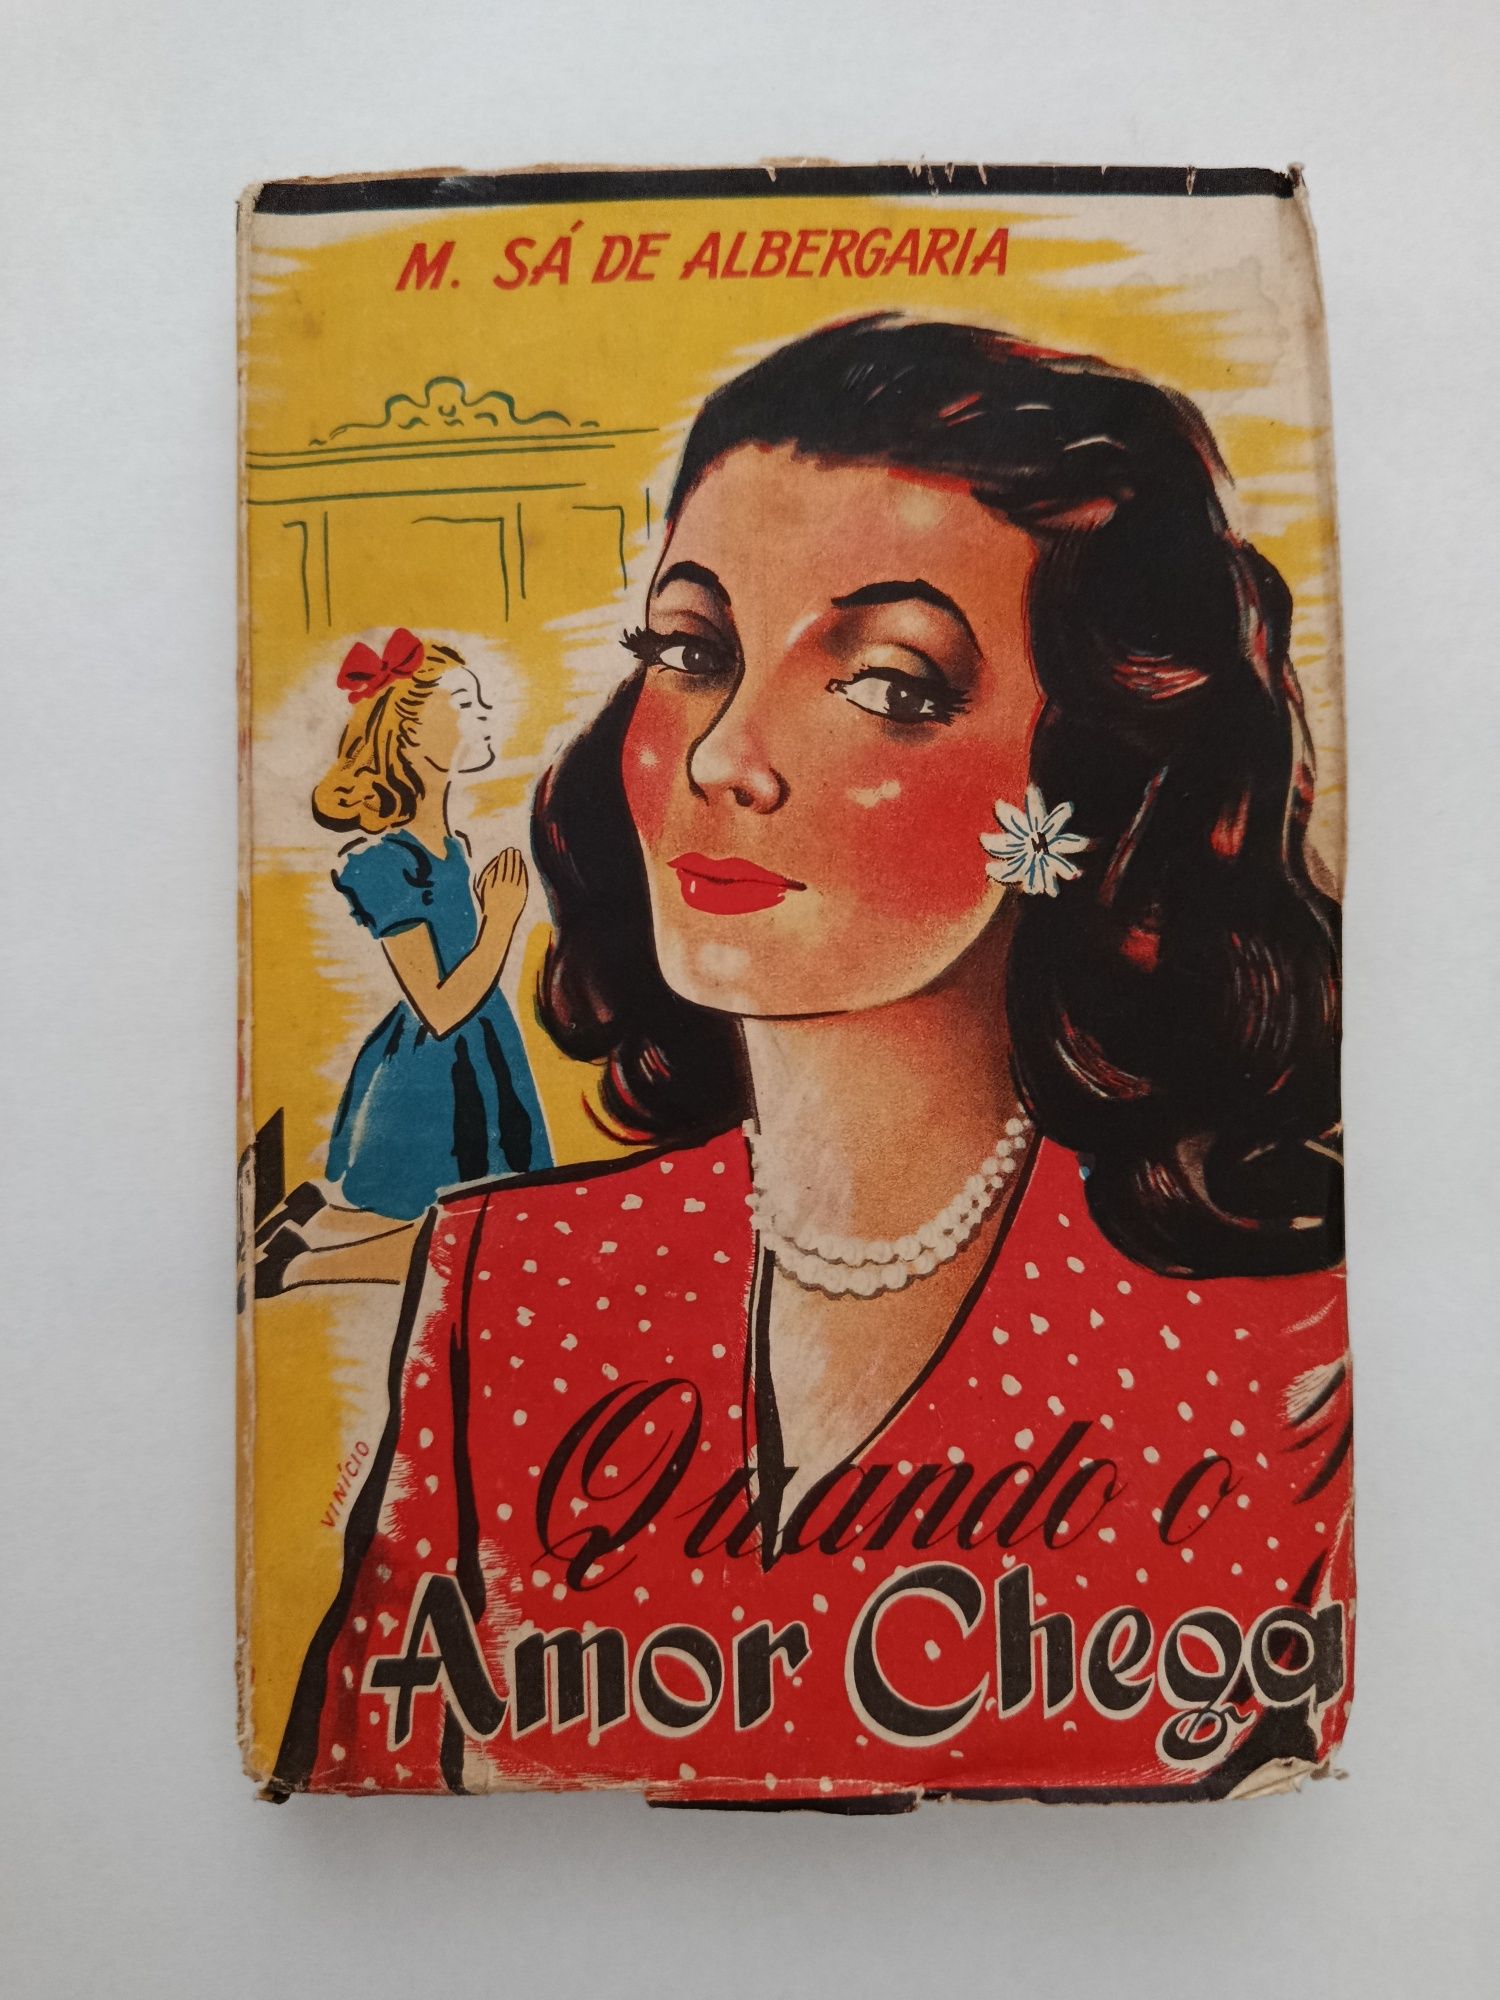 M. SÁ DE ALBERGARIA
VINÍCIO
Quando o
Amor Chega